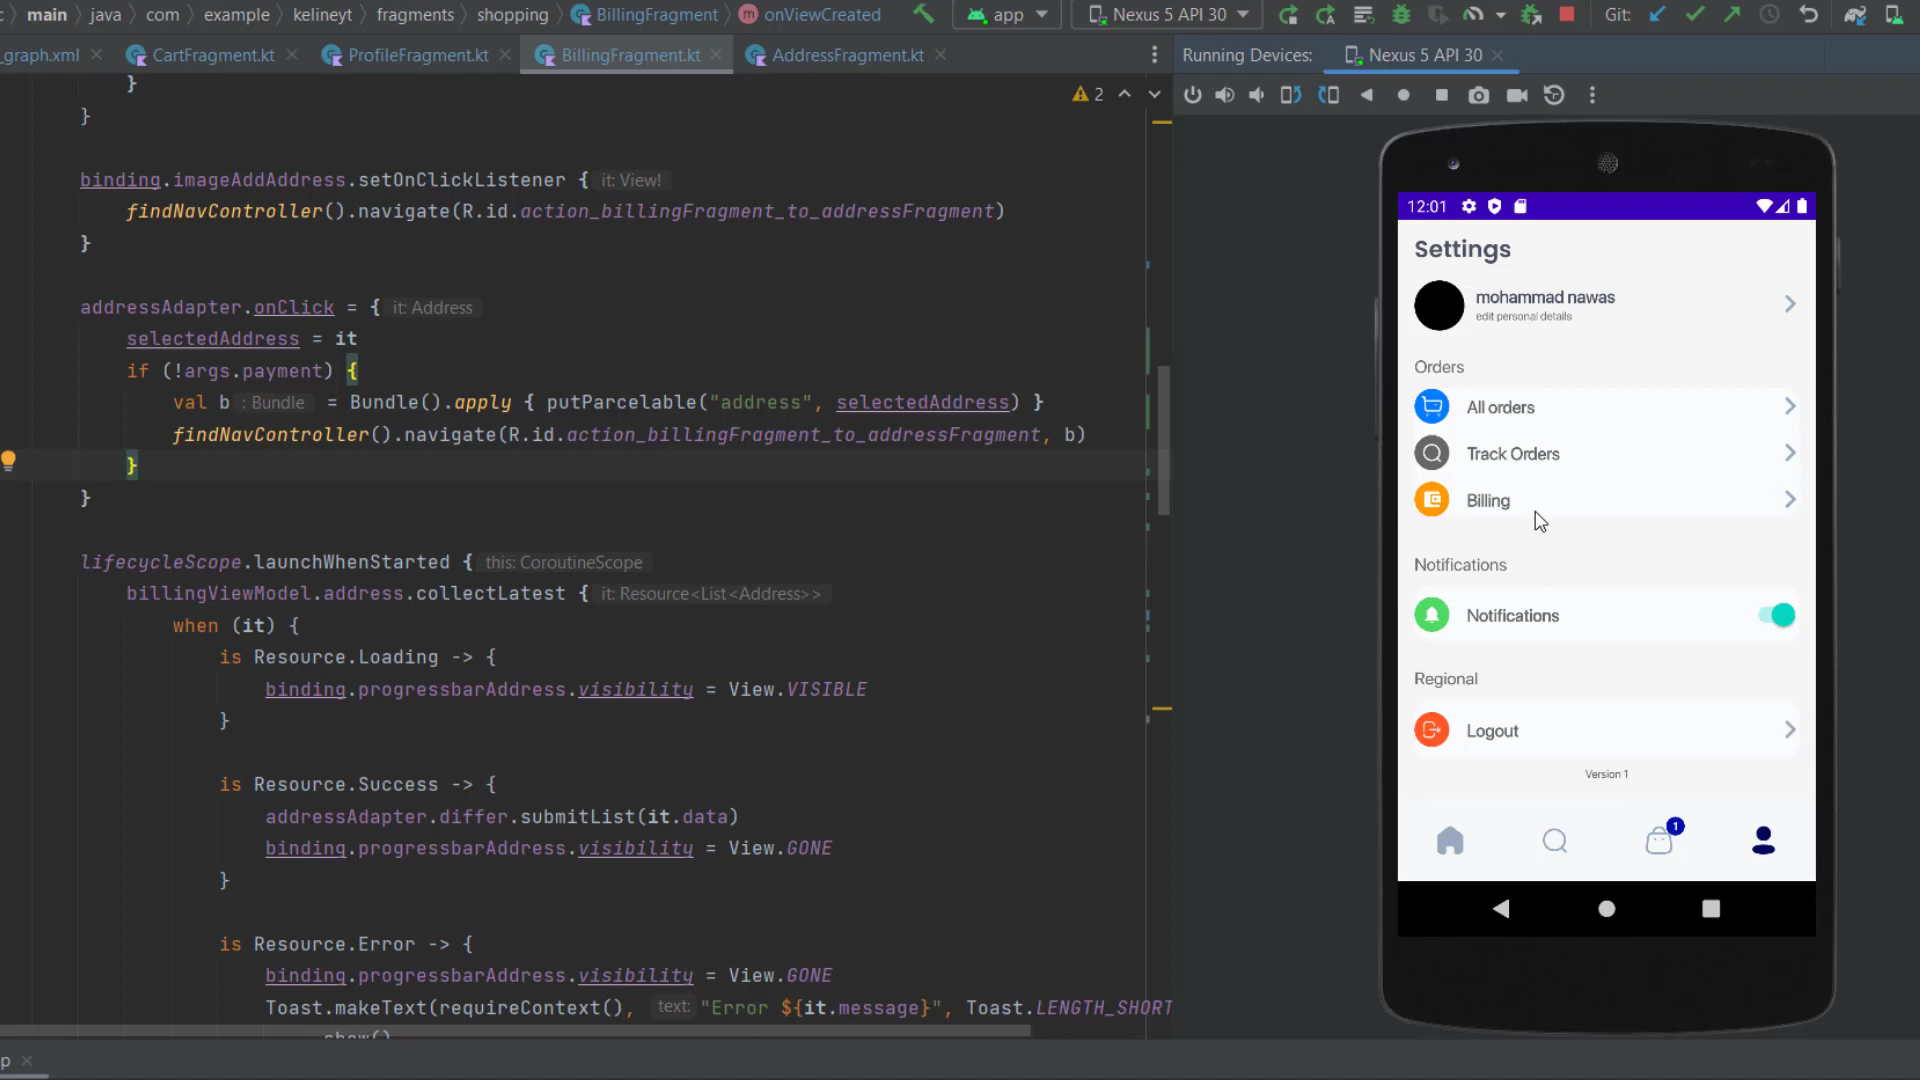 main java com example kelineyt fragments shopping BillingFragment onViewCreated app Nexus 5 API 30 Git:
_graph.xml CartFragment.kt ProfileFragment.kt BillingFragment.kt AddressFragment.kt Running Devices: Nexus 5 API 30
}
2
}
binding.imageAddAddress.setOnClickListener { it: View!
findNavController().navigate(R.id.action_billingFragment_to_addressFragment)
}
addressAdapter.onClick = { it: Address
selectedAddress = it
if (!args.payment) {
val b : Bundle = Bundle().apply { putParcelable("address", selectedAddress) }
findNavController().navigate(R.id.action_billingFragment_to_addressFragment, b)
}
}
lifecycleScope.launchWhenStarted { this: CoroutineScope
billingViewModel.address.collectLatest { it: Resource<List<Address>>
when (it) {
is Resource.Loading -> {
binding.progressbarAddress.visibility = View.VISIBLE
}
is Resource.Success -> {
addressAdapter.differ.submitList(it.data)
binding.progressbarAddress.visibility = View.GONE
}
is Resource.Error -> {
binding.progressbarAddress.visibility = View.GONE
Toast.makeText(requireContext(), text: "Error ${it.message}", Toast.LENGTH_SHORT
show()
p
12:01
Settings
mohammad nawas
edit personal details
Orders
All orders
Track Orders
Billing
Notifications
Notifications
Regional
Logout
Version 1
1